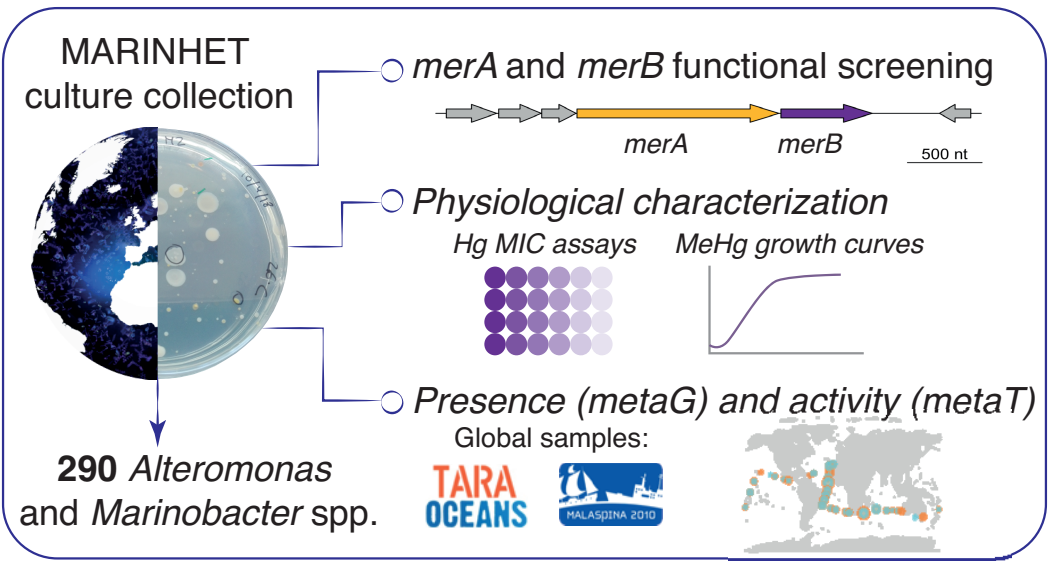 MARINHET
culture collection
merA and merB functional screening
merA merB
500 nt
Physiological characterization
Hg MIC assays MeHg growth curves
Presence (metaG) and activity (metaT)
Global samples:
TARA
OCEANS
MALASPINA 2010
290 Alteromonas
and Marinobacter spp.